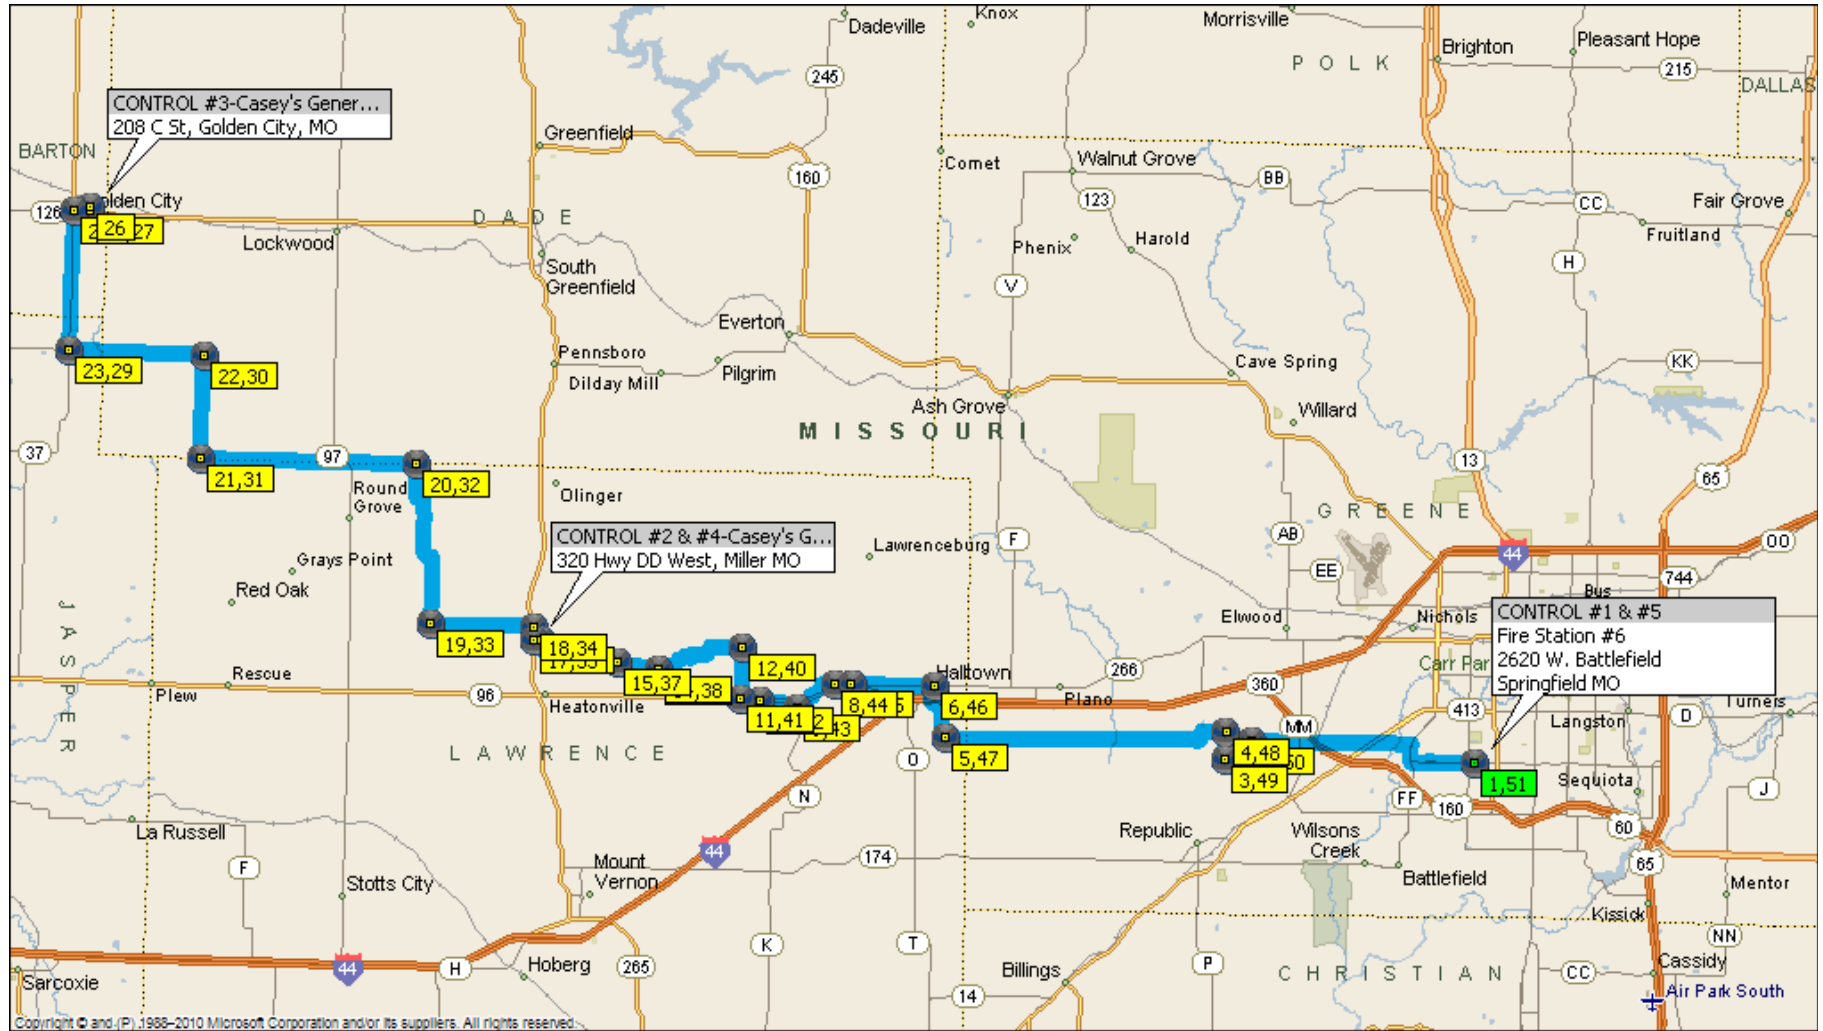 Knox
Dadeville
Morrisville
Pleasant Hope
Brighton
POLK
215
245
DALLAS
CONTROL #3-Casey's Gener...
208 C St, Golden City, MO
Greenfield
BARTON
Comet
Walnut Grove
160
BB
123
CC
Fair Grove
126
olden City
26
27
DADE
Lockwood
Phenix
Harold
Fruitland
South
Greenfield
H
V
Everton
Pennsboro
Dilday Mill
Pilgrim
Cave Spring
KK
23,29
22,30
Ash Grove
Willard
MISSOURI
37
97
13
65
21,31
20,32
Round
Grove
Olinger
GREENE
CONTROL #2 & #4-Casey's G...
320 Hwy DD West, Miller MO
Lawrenceburg
F
AB
OO
44
Grays Point
EE
744
Red Oak
Bus
JASPER
CONTROL #1 & #5
Fire Station #6
2620 W. Battlefield
Springfield MO
Elwood
Nichols
19,33
18,34
12,40
Carr Par
Rescue
15,37
38
Halltown
266
360
Plew
96
Heatonville
11,41
8,44
6,46
Plano
413
Langston
D
Turners
43
MM
LAWRENCE
5,47
O
4,48
50
3,49
1,51
Sequiota
J
N
FF
160
La Russell
Republic
Wilsons
Creek
60
44
174
65
F
Mount
Vernon
Battlefield
Stotts City
Mentor
Kissick
K
T
NN
44
H
Hoberg
265
Billings
P
CHRISTIAN
CC
Cassidy
Sarcoxie
14
Air Park South
Copyright © and (P) 1988–2010 Microsoft Corporation and/or its suppliers. All rights reserved.